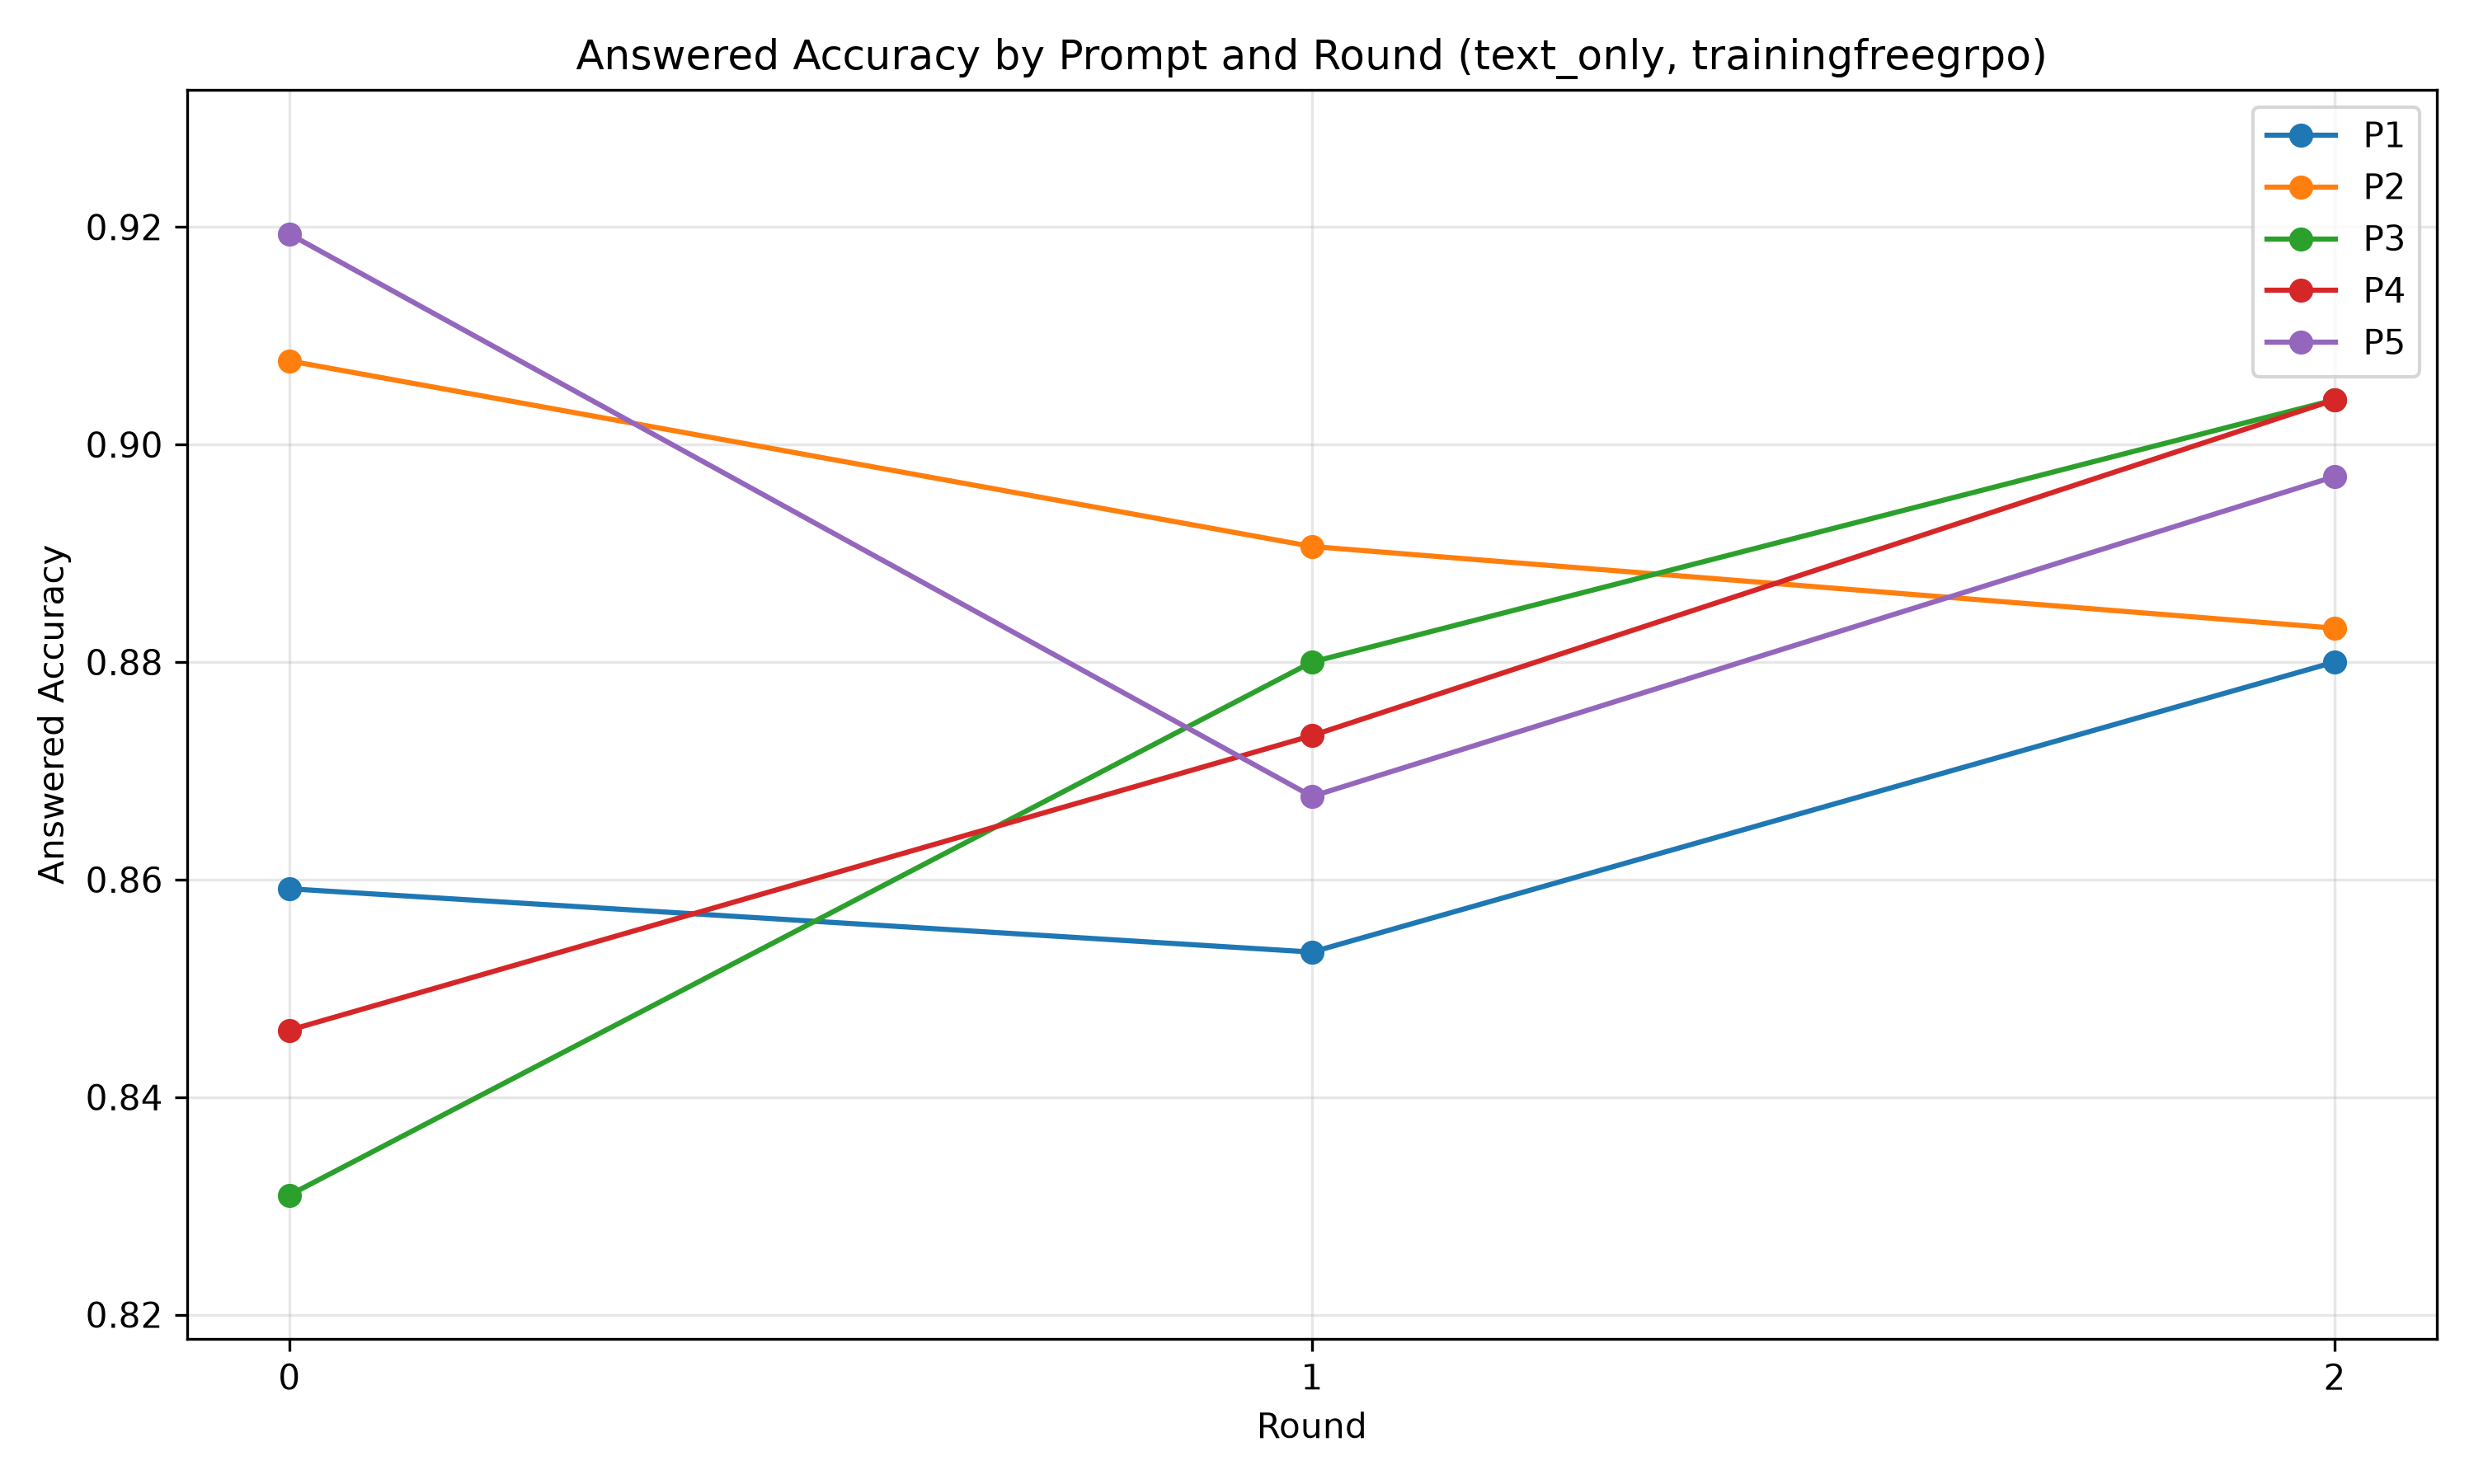 Answered Accuracy by Prompt and Round (text_only, trainingfreegrpo)
P1
P2
P3
P4
P5
Answered Accuracy
0.92
0.90
0.88
0.86
0.84
0.82
0
1
2
Round